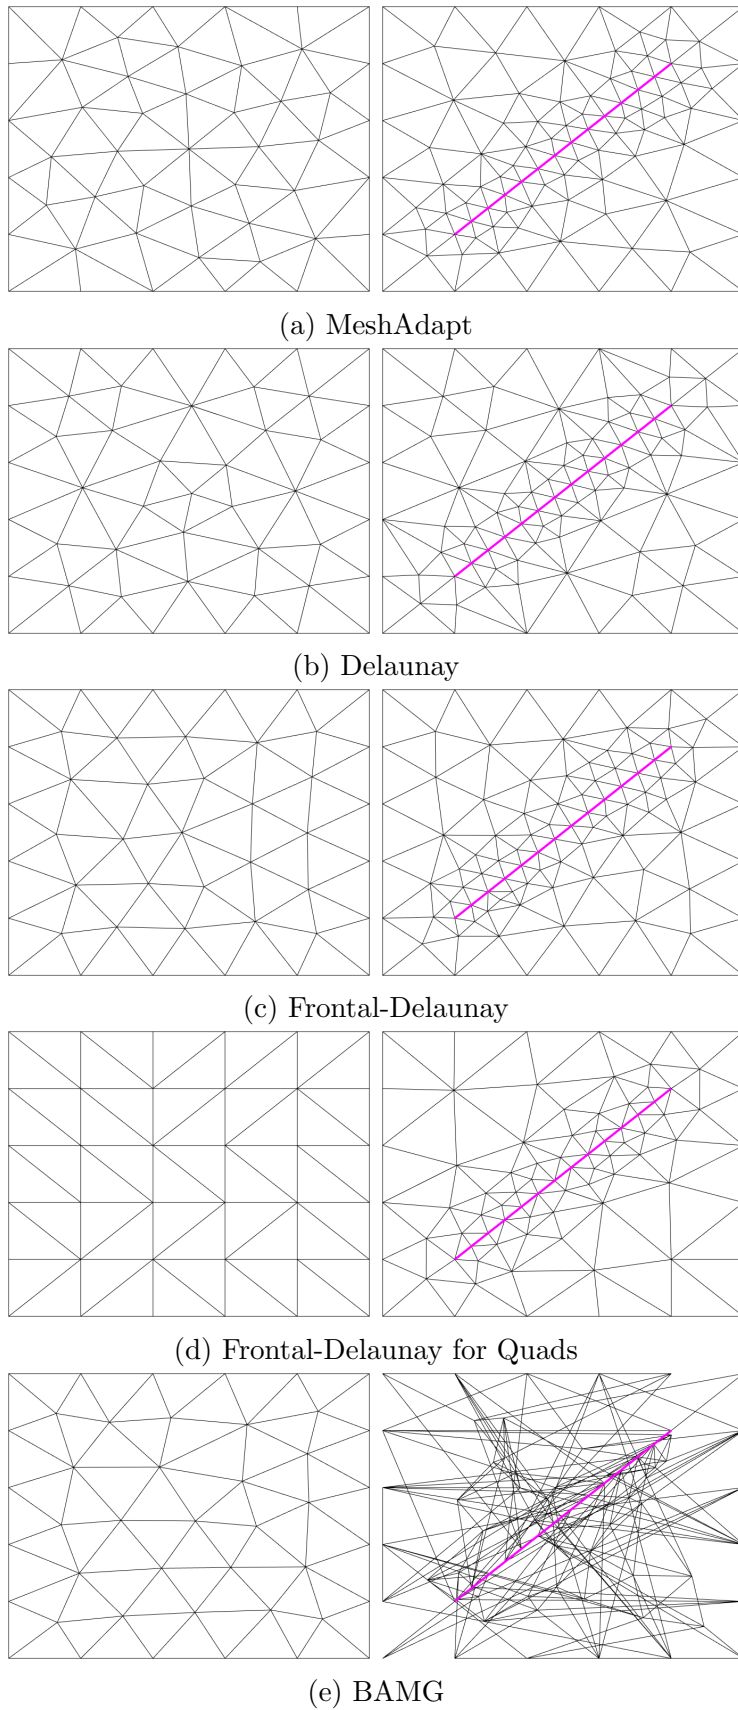 (a) MeshAdapt
(b) Delaunay
(c) Frontal-Delaunay
(d) Frontal-Delaunay for Quads
(e) BAMG